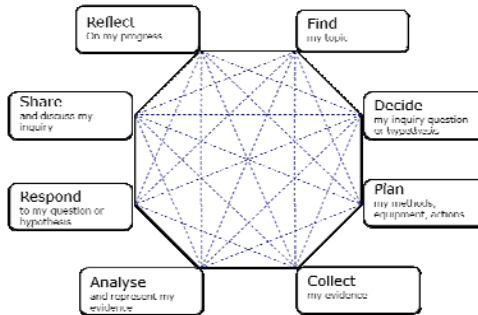 Reflect
On my progress
Find
my topic
Share
and discuss my
inquiry
Decide
my inquiry question
or hypothesis
Respond
to my question or
hypothesis
Plan
my methods,
equipment, actions
Analyse
and represent my
evidence
Collect
my evidence